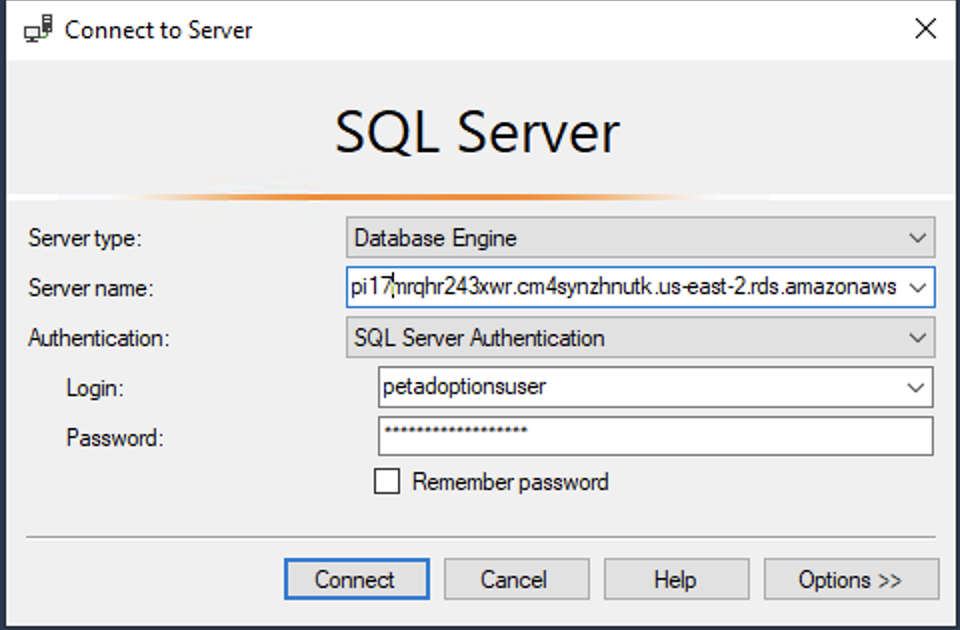 Connect to Server
SQL Server
Server type: Database Engine
Server name: pi17mrqhr243xwr.cm4synzhnutk.us-east-2.rds.amazonaws
Authentication: SQL Server Authentication
Login: petadoptionsuser
Password: ******************
Remember password
Connect Cancel Help Options >>